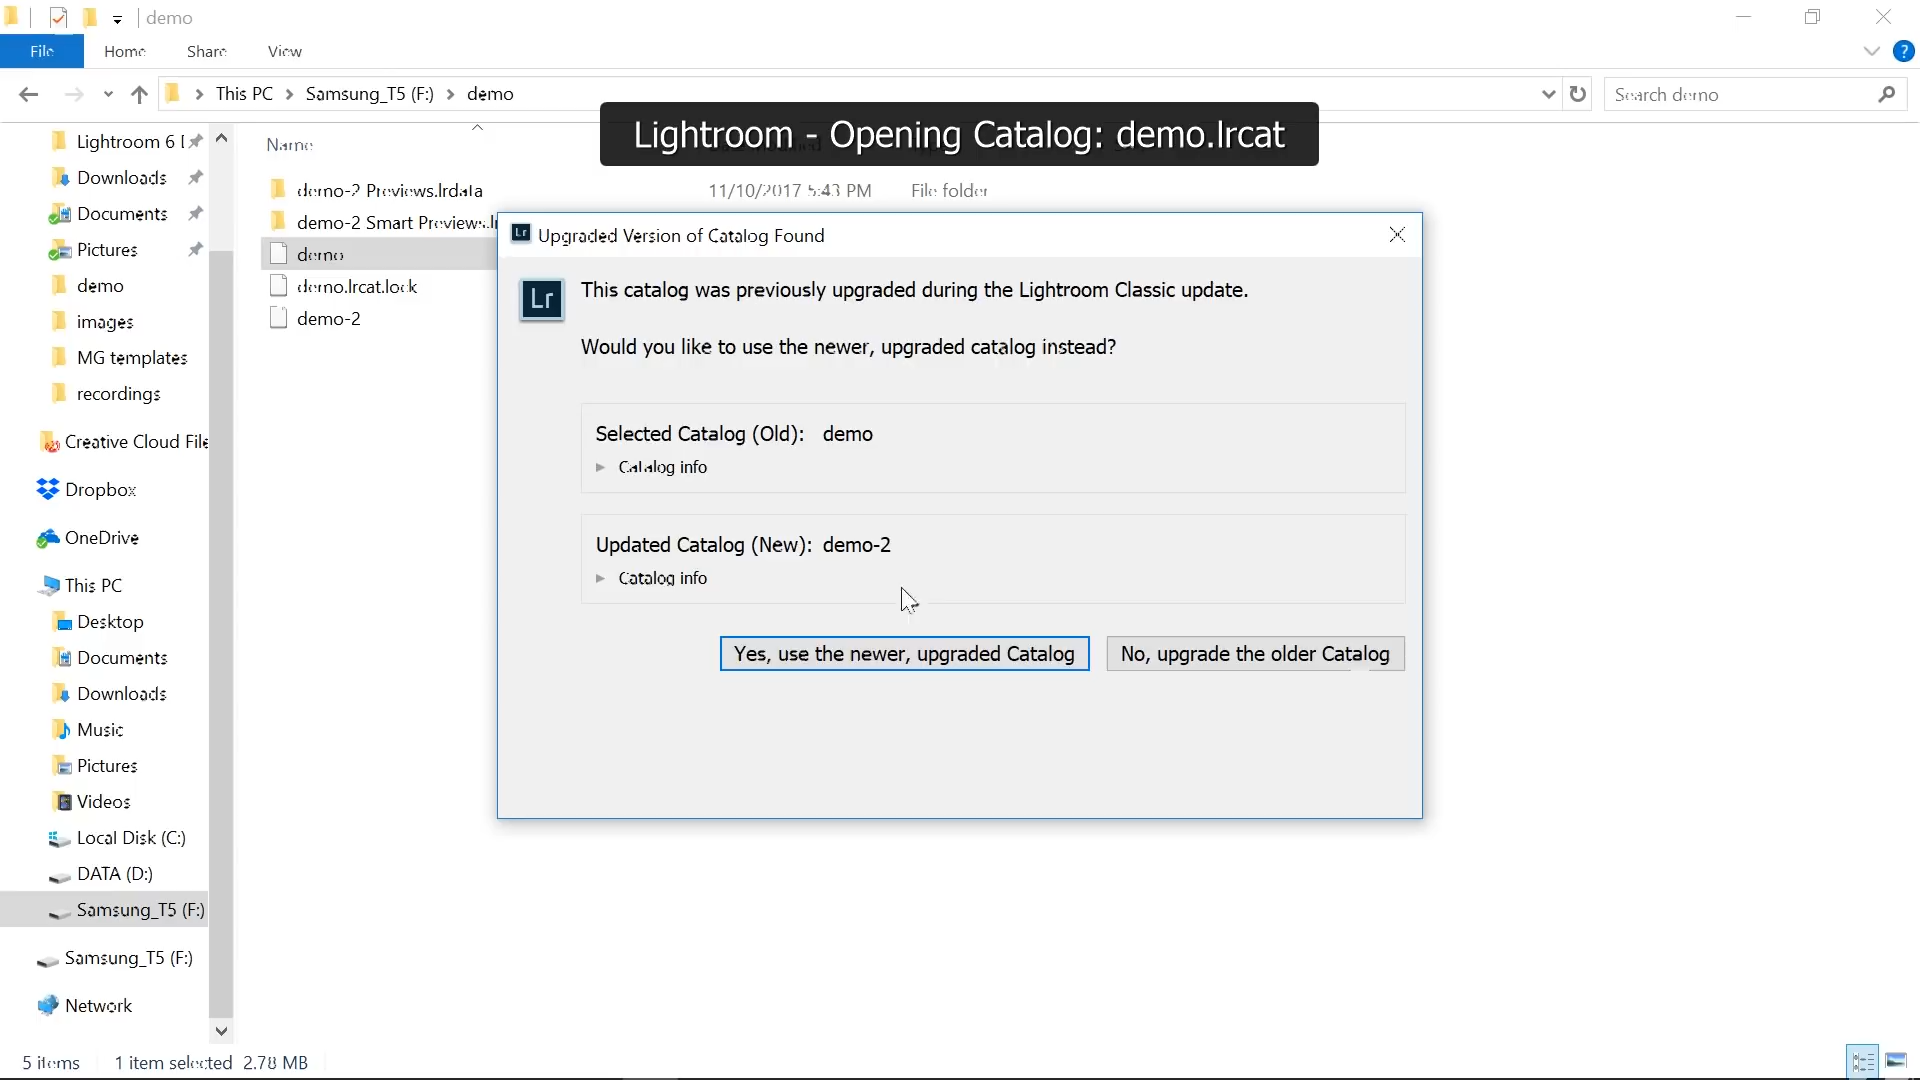 demo
File Home Share View
This PC > Samsung_T5 (F:) > demo
Search demo
Lightroom - Opening Catalog: demo.lrcat
Name
demo-2 Previews.lrdata 11/10/2017 5:43 PM File folder
demo-2 Smart Previews.lr
demo
demo.lrcat.lock
demo-2
Lightroom 6 D
Downloads
Documents
Pictures
demo
images
MG templates
recordings
Creative Cloud File
Dropbox
OneDrive
This PC
Desktop
Documents
Downloads
Music
Pictures
Videos
Local Disk (C:)
DATA (D:)
Samsung_T5 (F:)
Samsung_T5 (F:)
Network
Lr Upgraded Version of Catalog Found
Lr
This catalog was previously upgraded during the Lightroom Classic update.
Would you like to use the newer, upgraded catalog instead?
Selected Catalog (Old): demo
Catalog info
Updated Catalog (New): demo-2
Catalog info
Yes, use the newer, upgraded Catalog No, upgrade the older Catalog
5 items 1 item selected 2.78 MB